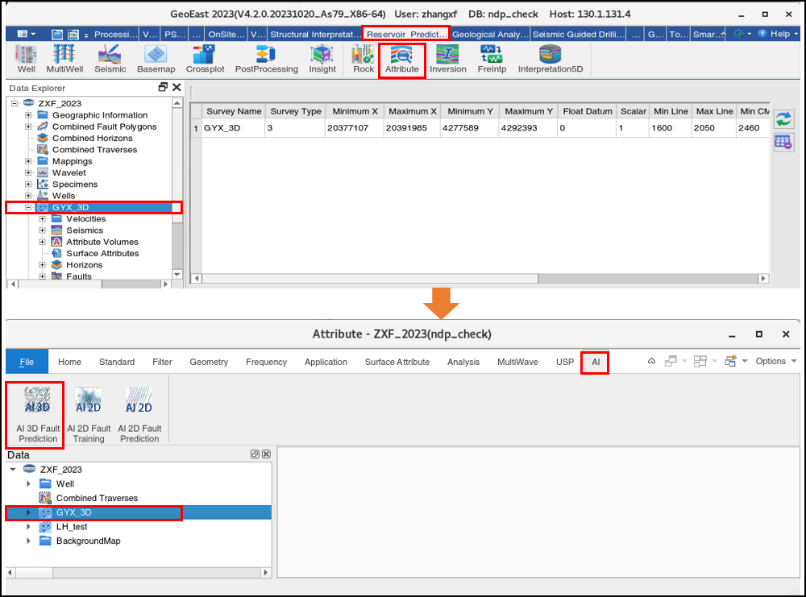 GeoEast 2023(V4.2.0.20231020_As79_X86-64) User: zhangxf DB: ndp_check Host: 130.1.131.4
Processi... V... PS... ... OnSite... V... Structural Interpretat... Reservoir Predict... Geological Analy... Seismic Guided Drilli... ... G... To... Smar... Help
Well MultiWell Seismic Basemap Crossplot PostProcessing Insight Rock Attribute Inversion FreIntp Interpretation5D
Data Explorer
ZXF_2023
Geographic Information
Combined Fault Polygons
Combined Horizons
Combined Traverses
Mappings
Wavelet
Specimens
Wells
GYX_3D
Velocities
Seismics
Attribute Volumes
Surface Attributes
Horizons
Faults
Survey Name Survey Type Minimum X Maximum X Minimum Y Maximum Y Float Datum Scalar Min Line Max Line Min CM
1 GYX_3D 3 20377107 20391985 4277589 4292393 0 1 1600 2050 2460
Attribute - ZXF_2023(ndp_check)
File Home Standard Filter Geometry Frequency Application Surface Attribute Analysis MultiWave USP AI Options
AI 3D AI 2D AI 2D
AI 3D Fault AI 2D Fault AI 2D Fault
Prediction Training Prediction
Data
ZXF_2023
Well
Combined Traverses
GYX_3D
LH_test
BackgroundMap